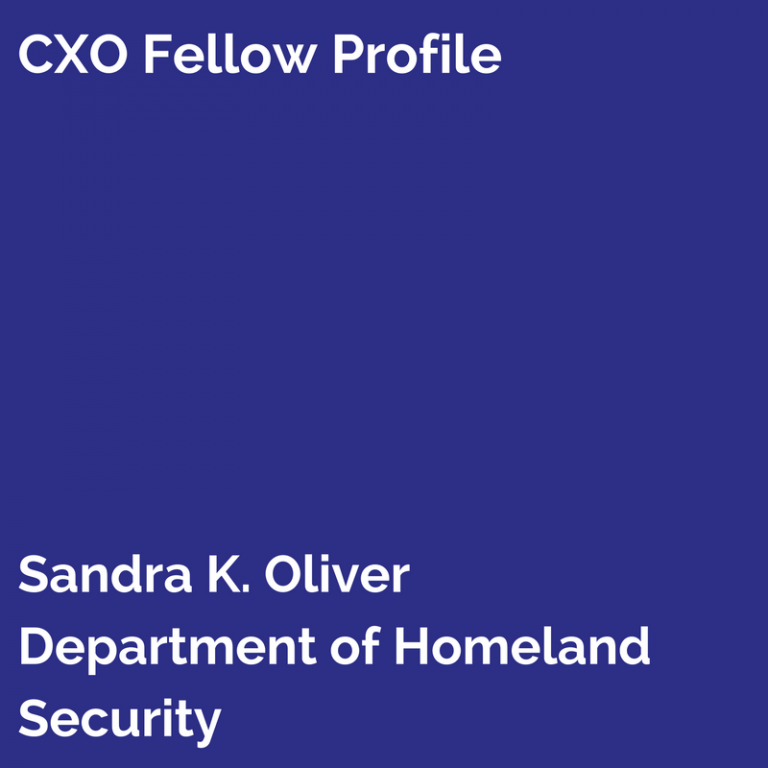 CXO Fellow Profile
Sandra K. Oliver
Department of Homeland
Security